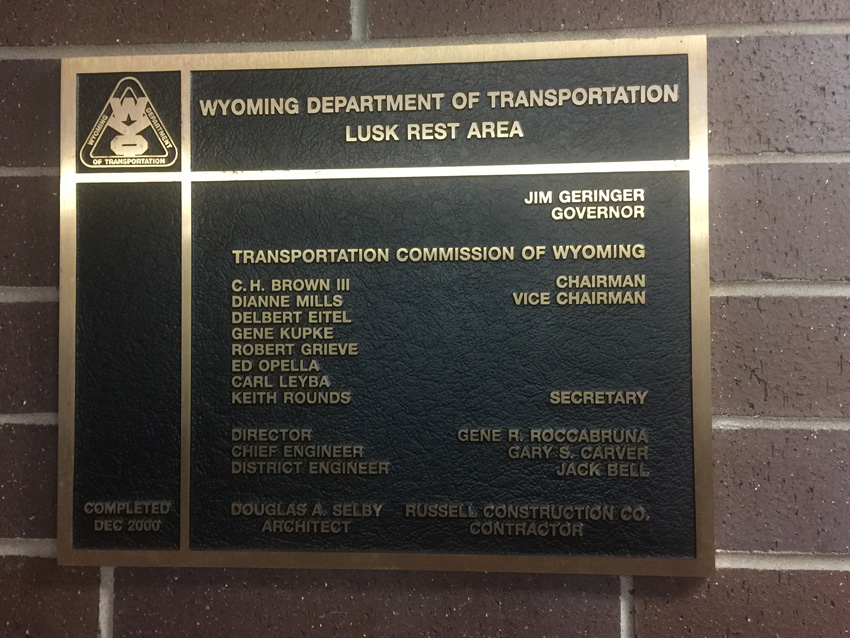 WYOMING DEPARTMENT
WYDOT
OF TRANSPORTATION
WYOMING DEPARTMENT OF TRANSPORTATION
LUSK REST AREA
JIM GERINGER
GOVERNOR
TRANSPORTATION COMMISSION OF WYOMING
C.H. BROWN III CHAIRMAN
DIANNE MILLS VICE CHAIRMAN
DELBERT EITEL
GENE KUPKE
ROBERT GRIEVE
ED OPELLA
CARL LEYBA
KEITH ROUNDS SECRETARY
DIRECTOR GENE R. ROCCABRUNA
CHIEF ENGINEER GARY S. CARVER
DISTRICT ENGINEER JACK BELL
COMPLETED
DEC 2000
DOUGLAS A. SELBY RUSSELL CONSTRUCTION CO.
ARCHITECT CONTRACTOR